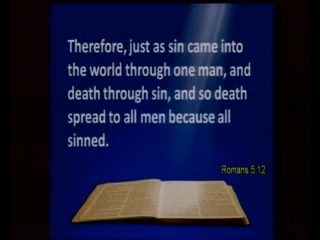 Therefore, just as sin came into
the world through one man, and
death through sin, and so death
spread to all men because all
sinned.
Romans 5 12